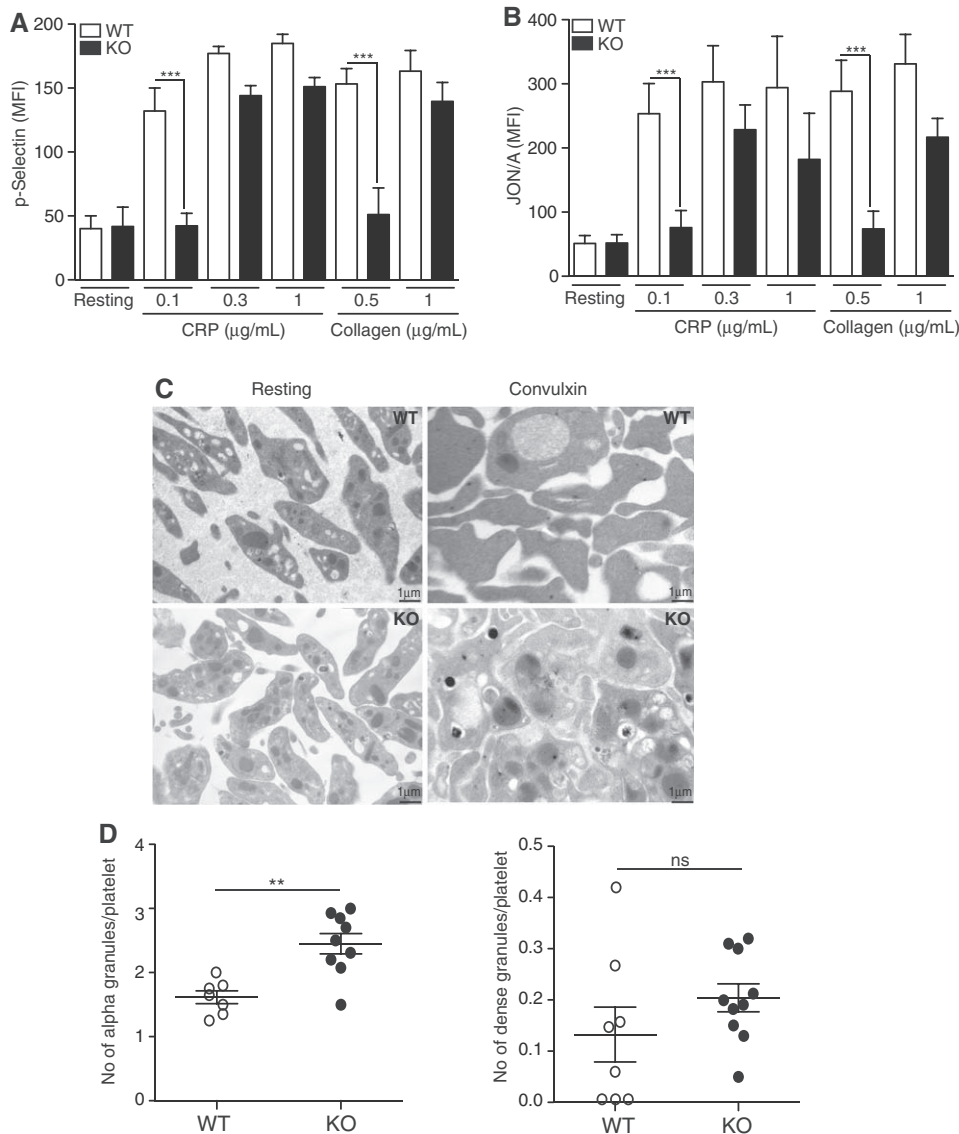 A
p-Selectin (MFI)
200
150
100
50
0
WT
KO
***
***
Resting
0.1
0.3
1
0.5
1
CRP (μg/mL)
Collagen (μg/mL)
B
JON/A (MFI)
400
300
200
100
0
WT
KO
***
***
Resting
0.1
0.3
1
0.5
1
CRP (μg/mL)
Collagen (μg/mL)
C
Resting
Convulxin
WT
1μm
WT
1μm
KO
1μm
KO
1μm
D
No of alpha granules/platelet
4
3
2
1
0
**
WT
KO
No of dense granules/platelet
0.5
0.4
0.3
0.2
0.1
0.0
ns
WT
KO